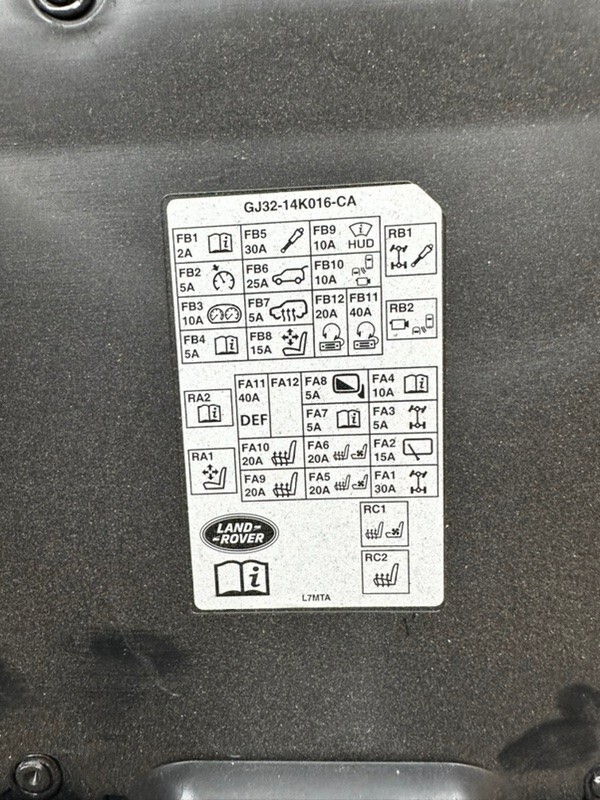 GJ32-14K016-CA
FB1 2A
FB5 30A
FB9 10A HUD
RB1
FB2 5A
FB6 25A
FB10 10A
FB3 10A
FB7 5A
FB12 20A
FB11 40A
RB2
FB4 5A
FB8 15A
RA2
FA11 40A DEF
FA12
FA8 5A
FA4 10A
FA7 5A
FA3 5A
RA1
FA10 20A
FA6 20A
FA2 15A
FA9 20A
FA5 20A
FA1 30A
RC1
LAND-
-ROVER
RC2
L7MTA